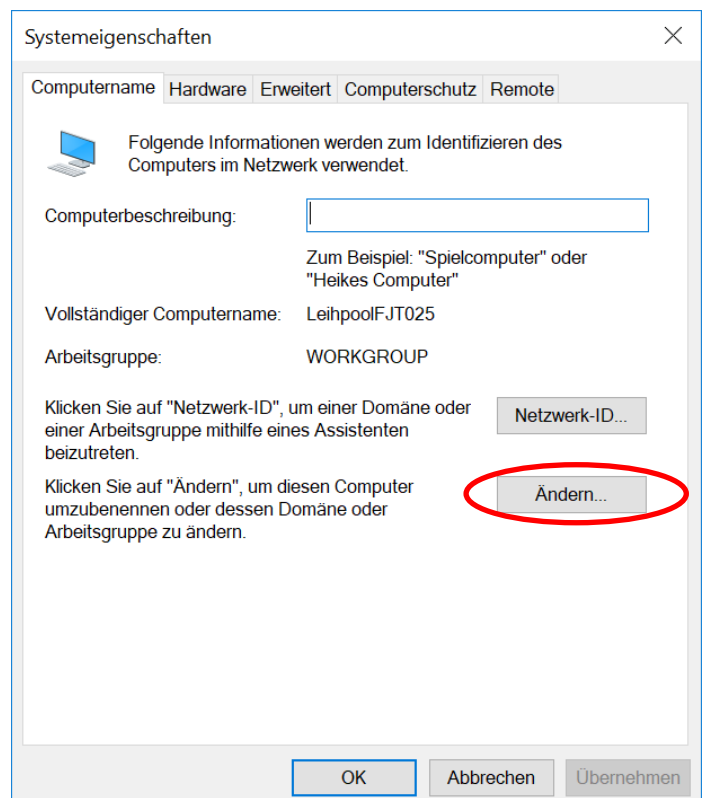 Systemeigenschaften
Computername Hardware Erweitert Computerschutz Remote
Folgende Informationen werden zum Identifizieren des
Computers im Netzwerk verwendet.
Computerbeschreibung:
Zum Beispiel: "Spielcomputer" oder
"Heikes Computer"
Vollständiger Computername: LeihpoolFJT025
Arbeitsgruppe: WORKGROUP
Klicken Sie auf "Netzwerk-ID", um einer Domäne oder
einer Arbeitsgruppe mithilfe eines Assistenten
beizutreten.
Netzwerk-ID...
Klicken Sie auf "Ändern", um diesen Computer
umzubenennen oder dessen Domäne oder
Arbeitsgruppe zu ändern.
Ändern...
OK Abbrechen Übernehmen